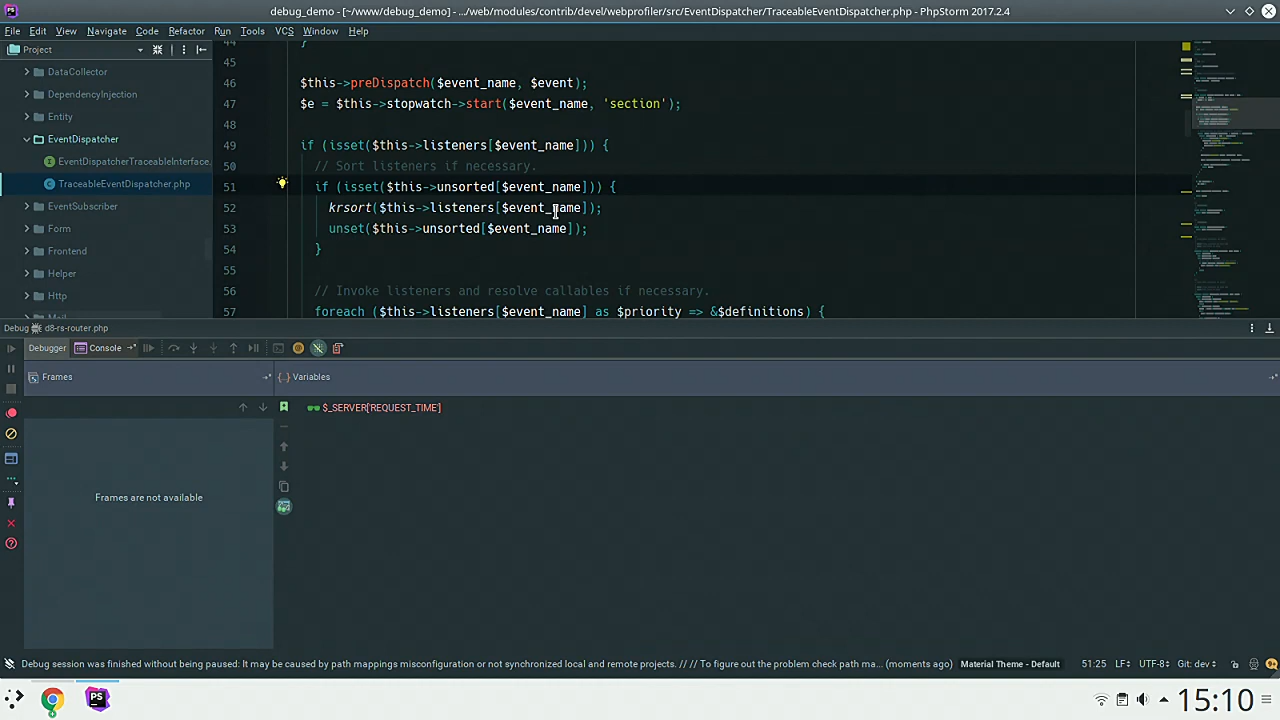 debug_demo - [~/www/debug_demo] - .../web/modules/contrib/devel/webprofiler/src/EventDispatcher/TraceableEventDispatcher.php - PhpStorm 2017.2.4
File Edit View Navigate Code Refactor Run Tools VCS Window Help
Project
DataCollector
DependencyInjection
Entity
EventDispatcher
EventDispatcherTraceableInterface.
TraceableEventDispatcher.php
EventSubscriber
Form
Frontend
Helper
Http
44 }
45
46 $this->preDispatch($event_n $event);
47 $e = $this->stopwatch->star ($event_name, 'section');
48
49 if (isset($this->listeners[$event_name])) {
50 listeners if necessary.
51 if (isset($this->unsorted[$event_name])) {
52 krsort($this->listeners[$event_name]);
53 unset($this->unsorted[$event_name]);
54 }
55
56 Invoke listeners and resolve callables if necessary.
57 foreach ($this->listeners[$event_name] as $priority => &$definitions) {
Debug d8-rs-router.php
Debugger Console
Frames
Variables
$_SERVER[REQUEST_TIME]
Frames are not available
Debug session was finished without being paused: It may be caused by path mappings misconfiguration or not synchronized local and remote projects. // // To figure out the problem check path ma... (moments ago) Material Theme - Default 51:25 LF UTF-8 Git: dev
PS 15:10